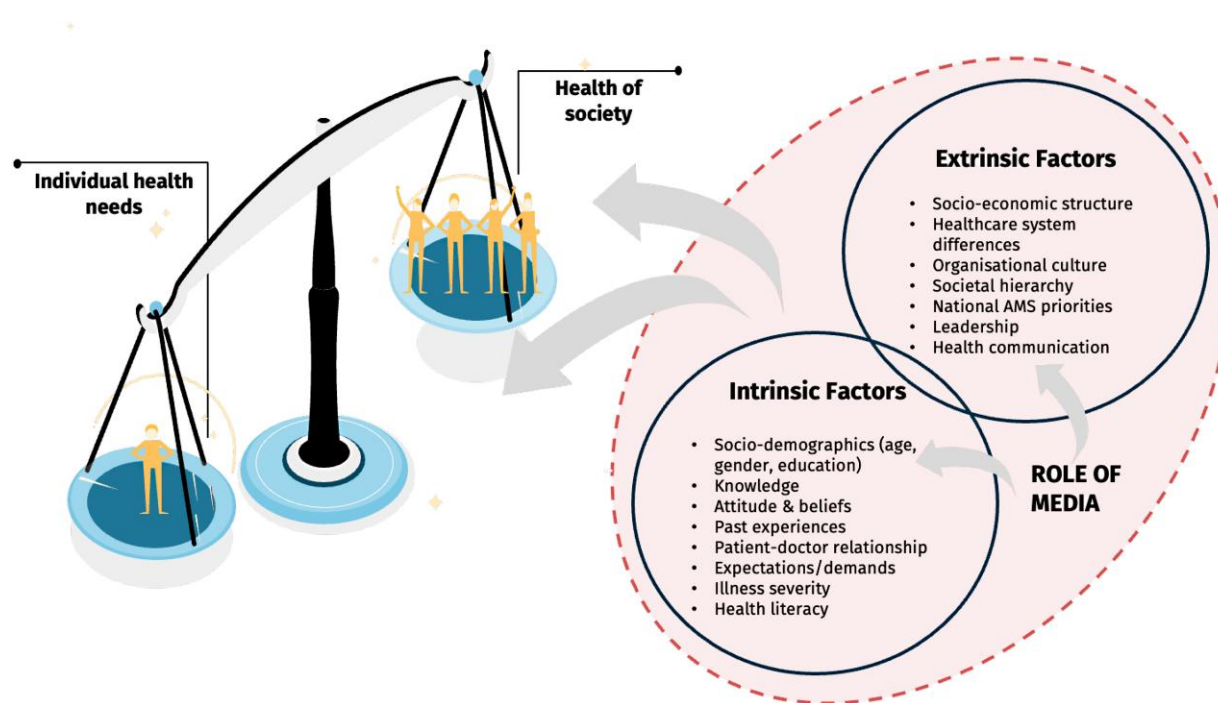 Health of
society
Individual health
needs
Extrinsic Factors
• Socio-economic structure
• Healthcare system
differences
• Organisational culture
• Societal hierarchy
• National AMS priorities
• Leadership
• Health communication
Intrinsic Factors
• Socio-demographics (age,
gender, education)
• Knowledge
• Attitude & beliefs
• Past experiences
• Patient-doctor relationship
• Expectations/demands
• Illness severity
• Health literacy
ROLE OF
MEDIA